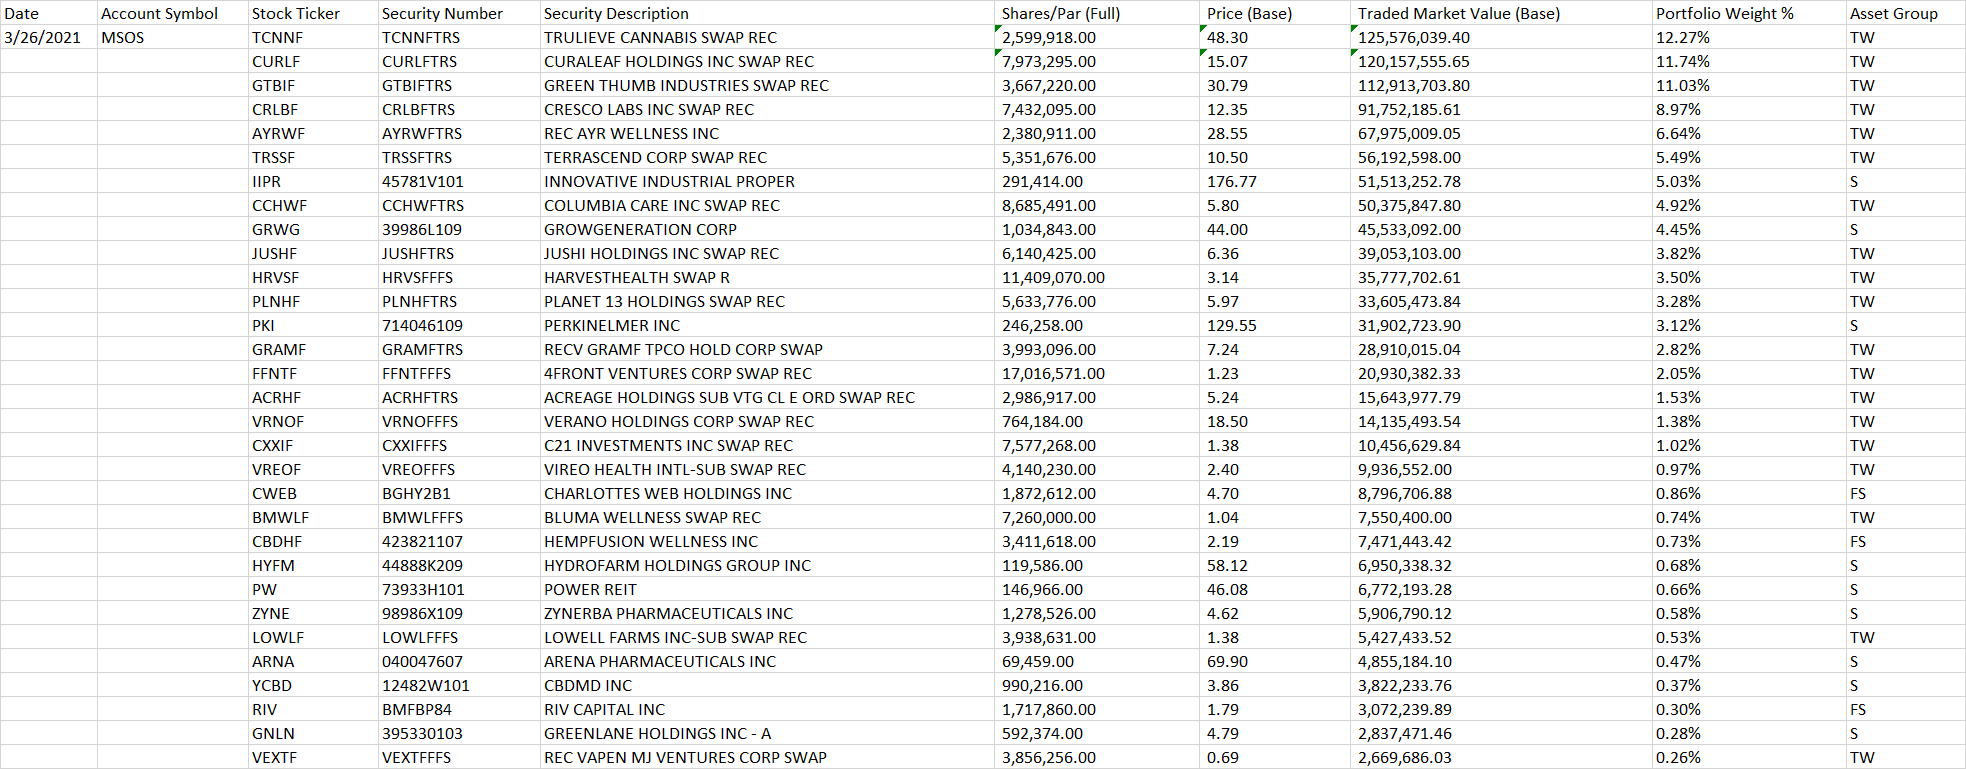 Date Account Symbol Stock Ticker Security Number Security Description Shares/Par (Full) Price (Base) Traded Market Value (Base) Portfolio Weight % Asset Group
3/26/2021 MSOS TCNNF TCNNFTRS TRULIEVE CANNABIS SWAP REC 2,599,918.00 48.30 125,576,039.40 12.27% TW
CURLF CURLFTRS CURALEAF HOLDINGS INC SWAP REC 7,973,295.00 15.07 120,157,555.65 11.74% TW
GTBIF GTBIFTRS GREEN THUMB INDUSTRIES SWAP REC 3,667,220.00 30.79 112,913,703.80 11.03% TW
CRLBF CRLBFTRS CRESCO LABS INC SWAP REC 7,432,095.00 12.35 91,752,185.61 8.97% TW
AYRWF AYRWFTRS REC AYR WELLNESS INC 2,380,911.00 28.55 67,975,009.05 6.64% TW
TRSSF TRSSFTRS TERRASCEND CORP SWAP REC 5,351,676.00 10.50 56,192,598.00 5.49% TW
IIPR 45781V101 INNOVATIVE INDUSTRIAL PROPER 291,414.00 176.77 51,513,252.78 5.03% S
CCHWF CCHWFTRS COLUMBIA CARE INC SWAP REC 8,685,491.00 5.80 50,375,847.80 4.92% TW
GRWG 39986L109 GROWGENERATION CORP 1,034,843.00 44.00 45,533,092.00 4.45% S
JUSHF JUSHFTRS JUSHI HOLDINGS INC SWAP REC 6,140,425.00 6.36 39,053,103.00 3.82% TW
HRVSF HRVSFFFS HARVESTHEALTH SWAP R 11,409,070.00 3.14 35,777,702.61 3.50% TW
PLNHF PLNHFTRS PLANET 13 HOLDINGS SWAP REC 5,633,776.00 5.97 33,605,473.84 3.28% TW
PKI 714046109 PERKINELMER INC 246,258.00 129.55 31,902,723.90 3.12% S
GRAMF GRAMFTRS RECV GRAMF TPCO HOLD CORP SWAP 3,993,096.00 7.24 28,910,015.04 2.82% TW
FFNTF FFNTFFFS 4FRONT VENTURES CORP SWAP REC 17,016,571.00 1.23 20,930,382.33 2.05% TW
ACRHF ACRHFTRS ACREAGE HOLDINGS SUB VTG CL E ORD SWAP REC 2,986,917.00 5.24 15,643,977.79 1.53% TW
VRNOF VRNOFFFS VERANO HOLDINGS CORP SWAP REC 764,184.00 18.50 14,135,493.54 1.38% TW
CXXIF CXXIFFFS C21 INVESTMENTS INC SWAP REC 7,577,268.00 1.38 10,456,629.84 1.02% TW
VREOF VREOFFFS VIREO HEALTH INTL-SUB SWAP REC 4,140,230.00 2.40 9,936,552.00 0.97% TW
CWEB BGHY2B1 CHARLOTTES WEB HOLDINGS INC 1,872,612.00 4.70 8,796,706.88 0.86% FS
BMWLF BMWLFFFS BLUMA WELLNESS SWAP REC 7,260,000.00 1.04 7,550,400.00 0.74% TW
CBDHF 423821107 HEMPFUSION WELLNESS INC 3,411,618.00 2.19 7,471,443.42 0.73% FS
HYFM 44888K209 HYDROFARM HOLDINGS GROUP INC 119,586.00 58.12 6,950,338.32 0.68% S
PW 73933H101 POWER REIT 146,966.00 46.08 6,772,193.28 0.66% S
ZYNE 98986X109 ZYNERBA PHARMACEUTICALS INC 1,278,526.00 4.62 5,906,790.12 0.58% S
LOWLF LOWLFFFS LOWELL FARMS INC-SUB SWAP REC 3,938,631.00 1.38 5,427,433.52 0.53% TW
ARNA 040047607 ARENA PHARMACEUTICALS INC 69,459.00 69.90 4,855,184.10 0.47% S
YCBD 12482W101 CBDMD INC 990,216.00 3.86 3,822,233.76 0.37% S
RIV BMFBP84 RIV CAPITAL INC 1,717,860.00 1.79 3,072,239.89 0.30% FS
GNLN 395330103 GREENLANE HOLDINGS INC - A 592,374.00 4.79 2,837,471.46 0.28% S
VEXTF VEXTFFFS REC VAPEN MJ VENTURES CORP SWAP 3,856,256.00 0.69 2,669,686.03 0.26% TW